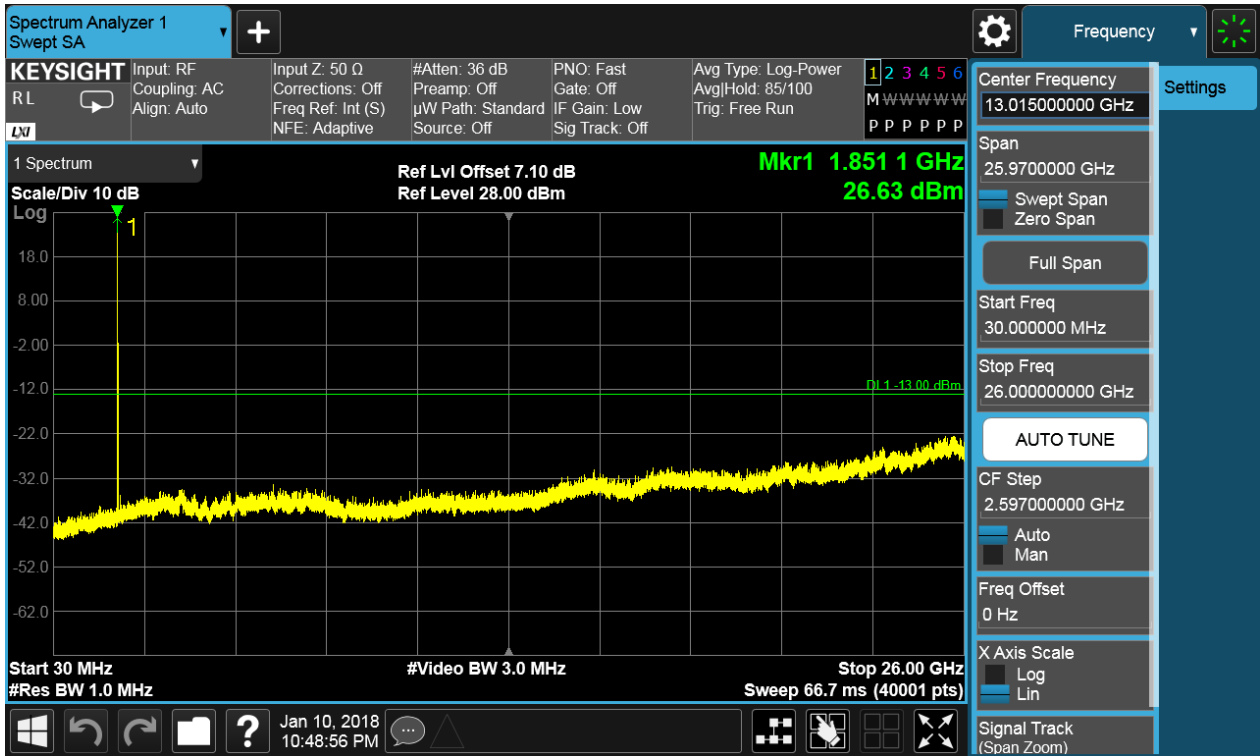 Spectrum Analyzer 1
Swept SA
Frequency
KEYSIGHT
RL
LXI
Input: RF
Coupling: AC
Align: Auto
Input Z: 50 Ω
Corrections: Off
Freq Ref: Int (S)
NFE: Adaptive
#Atten: 36 dB
Preamp: Off
µW Path: Standard
Source: Off
PNO: Fast
Gate: Off
IF Gain: Low
Sig Track: Off
Avg Type: Log-Power
Avg|Hold: 85/100
Trig: Free Run
1 2 3 4 5 6
M W W W W W
P P P P P P
1 Spectrum
Scale/Div 10 dB
Log
Ref Lvl Offset 7.10 dB
Ref Level 28.00 dBm
Mkr1 1.851 1 GHz
26.63 dBm
1
18.0
8.00
-2.00
-12.0
DL1 -13.00 dBm
-22.0
-32.0
-42.0
-52.0
-62.0
Start 30 MHz
#Video BW 3.0 MHz
Stop 26.00 GHz
#Res BW 1.0 MHz
Sweep 66.7 ms (40001 pts)
Center Frequency
13.015000000 GHz
Settings
Span
25.9700000 GHz
Swept Span
Zero Span
Full Span
Start Freq
30.000000 MHz
Stop Freq
26.000000000 GHz
AUTO TUNE
CF Step
2.597000000 GHz
Auto
Man
Freq Offset
0 Hz
X Axis Scale
Log
Lin
Signal Track
(Span Zoom)
?
Jan 10, 2018
10:48:56 PM